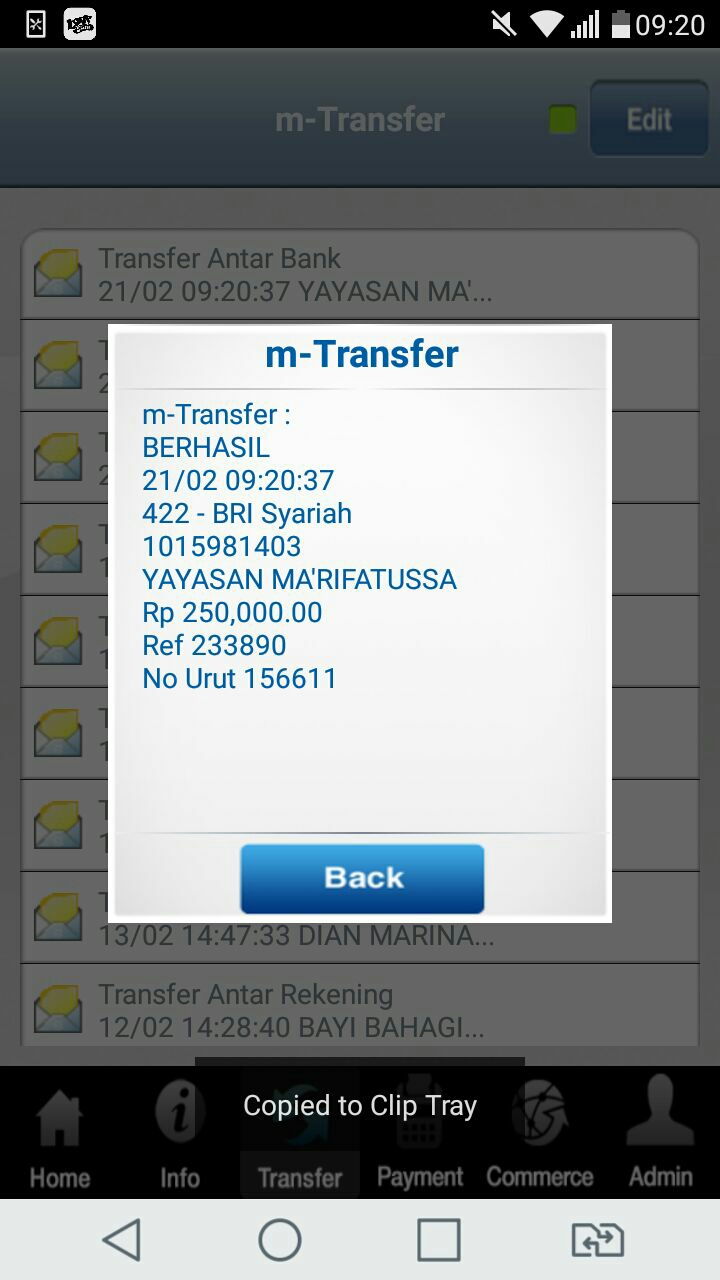 09:20
m-Transfer
Edit
Transfer Antar Bank
21/02 09:20:37 YAYASAN MA'...
m-Transfer
m-Transfer :
BERHASIL
21/02 09:20:37
422 - BRI Syariah
1015981403
YAYASAN MA'RIFATUSSA
Rp 250,000.00
Ref 233890
No Urut 156611
Back
13/02 14:47:33 DIAN MARINA...
Transfer Antar Rekening
12/02 14:28:40 BAYI BAHAGI...
Copied to Clip Tray
Home Info Transfer Payment Commerce Admin